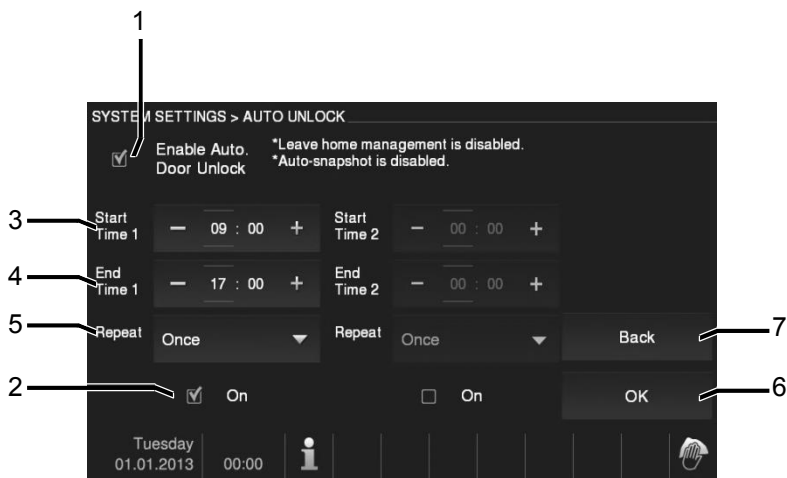 1
SYSTEM SETTINGS > AUTO UNLOCK
Enable Auto.
Door Unlock
*Leave home management is disabled.
*Auto-snapshot is disabled.
3
Start
Time 1
− 09 : 00 +
Start
Time 2
− 00 : 00 +
4
End
Time 1
− 17 : 00 +
End
Time 2
− 00 : 00 +
5
Repeat
Once
Repeat
Once
Back
7
2
On
On
OK
6
Tuesday
01.01.2013
00:00